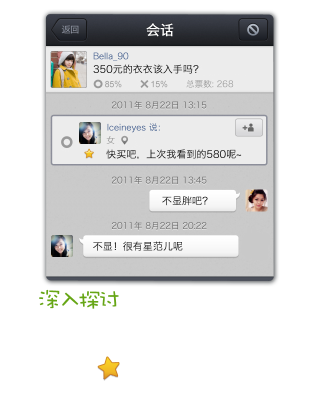 返回
会话
Bella_90
350元的衣衣该入手吗?
85% 15% 总票数: 268
2011年 8月22日 13:15
Iceineyes 说:
女
快买吧，上次我看到的580呢~
2011年 8月22日 13:45
不显胖吧?
2011年 8月22日 20:22
不显！很有星范儿呢
深入探讨